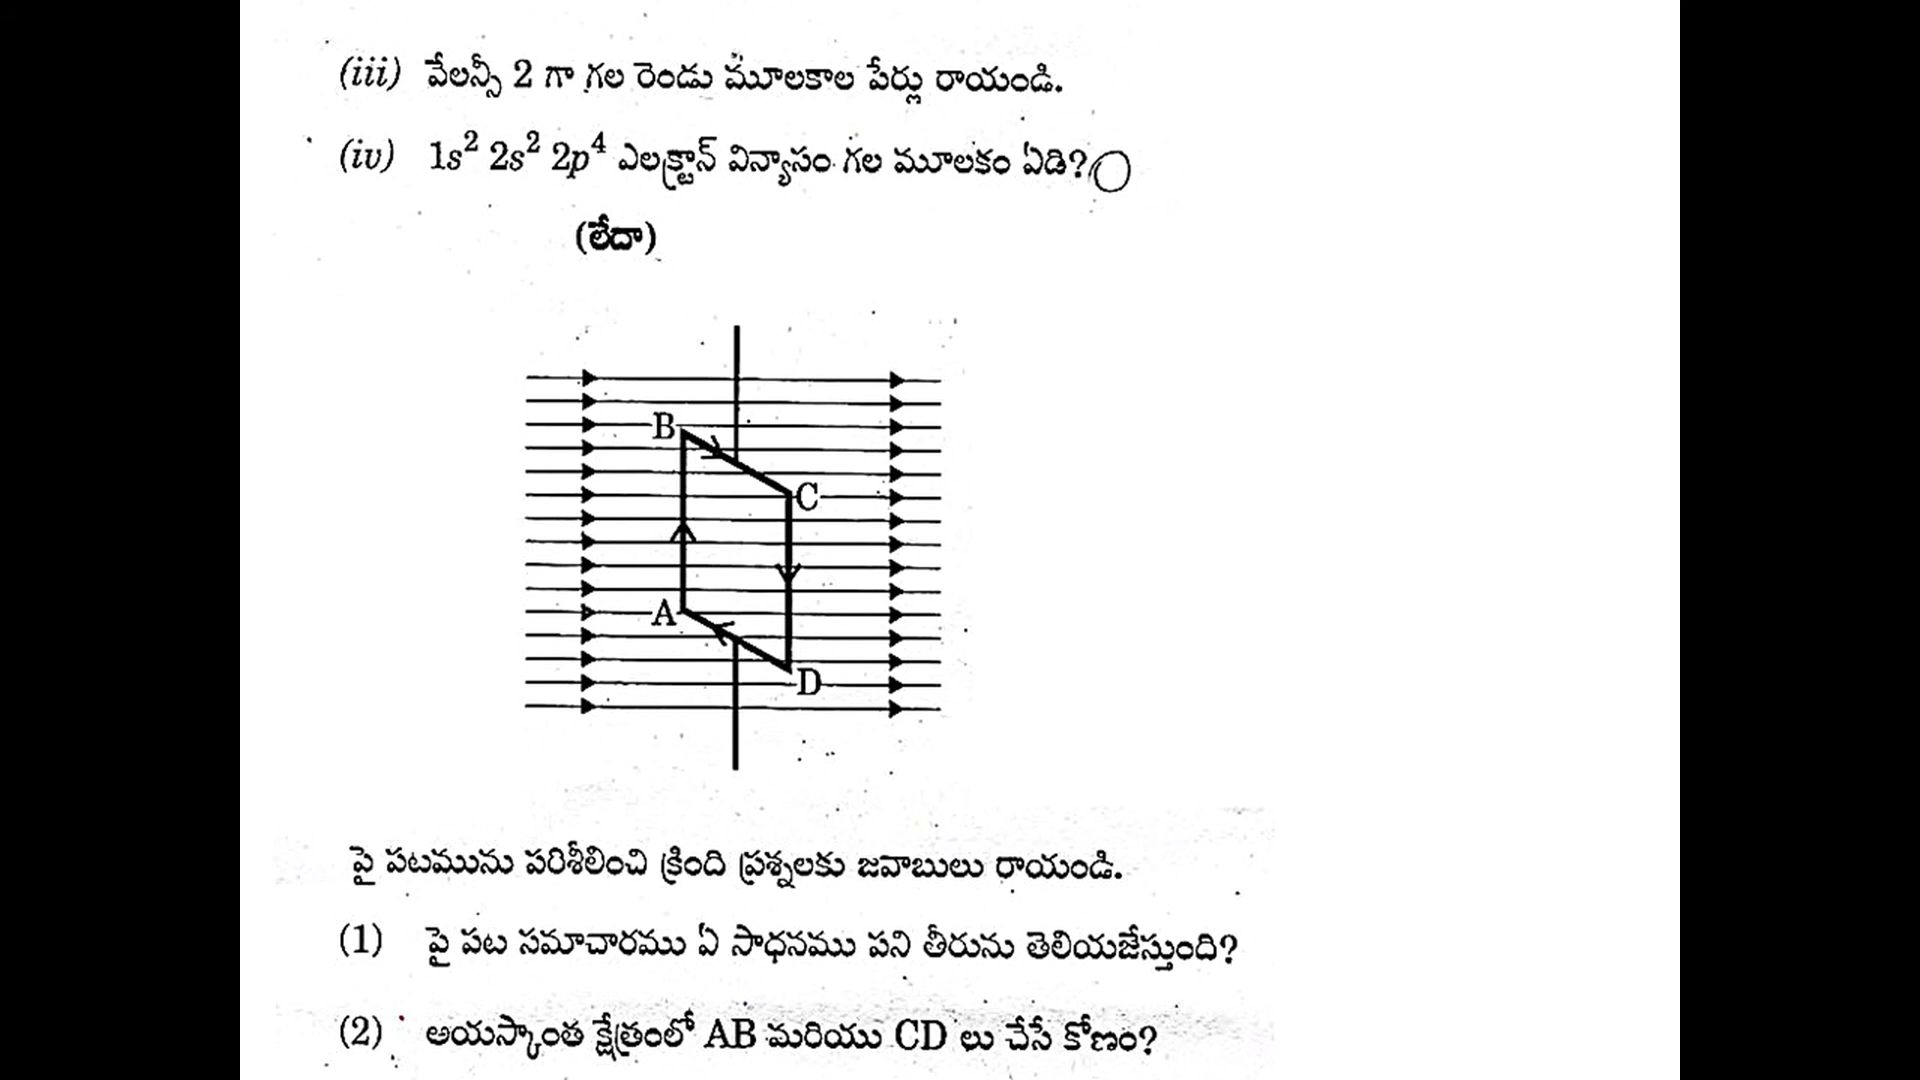 (iii) వేలన్సీ 2 గా గల రెండు మూలకాల పేర్లు రాయండి.
(iv) 1s² 2s² 2p⁴ ఎలక్ట్రాన్ విన్యాసం గల మూలకం ఏది?
(లేదా)
B
C
A
D
పై పటమును పరిశీలించి క్రింది ప్రశ్నలకు జవాబులు రాయండి.
(1) పై పట సమాచారము ఏ సాధనము పని తీరును తెలియజేస్తుంది?
(2) అయస్కాంత క్షేత్రంలో AB మరియు CD లు చేసే కోణం?